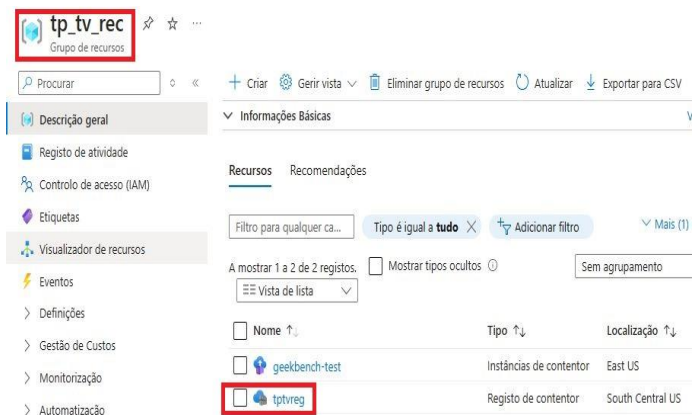 tp_tv_rec
Grupo de recursos
Procurar
Criar Gerir vista Eliminar grupo de recursos Atualizar Exportar para CSV
Descrição geral
Informações Básicas V
Registo de atividade
Controlo de acesso (IAM)
Etiquetas
Visualizador de recursos
Eventos
Definições
Gestão de Custos
Monitorização
Automatização
Recursos Recomendações
Filtro para qualquer ca... Tipo é igual a tudo Adicionar filtro Mais (1)
A mostrar 1 a 2 de 2 registos. Mostrar tipos ocultos Sem agrupamento
Vista de lista
Nome ↑↓ Tipo ↑↓ Localização ↑↓
geekbench-test Instâncias de contentor East US
tptvreg Registo de contentor South Central US